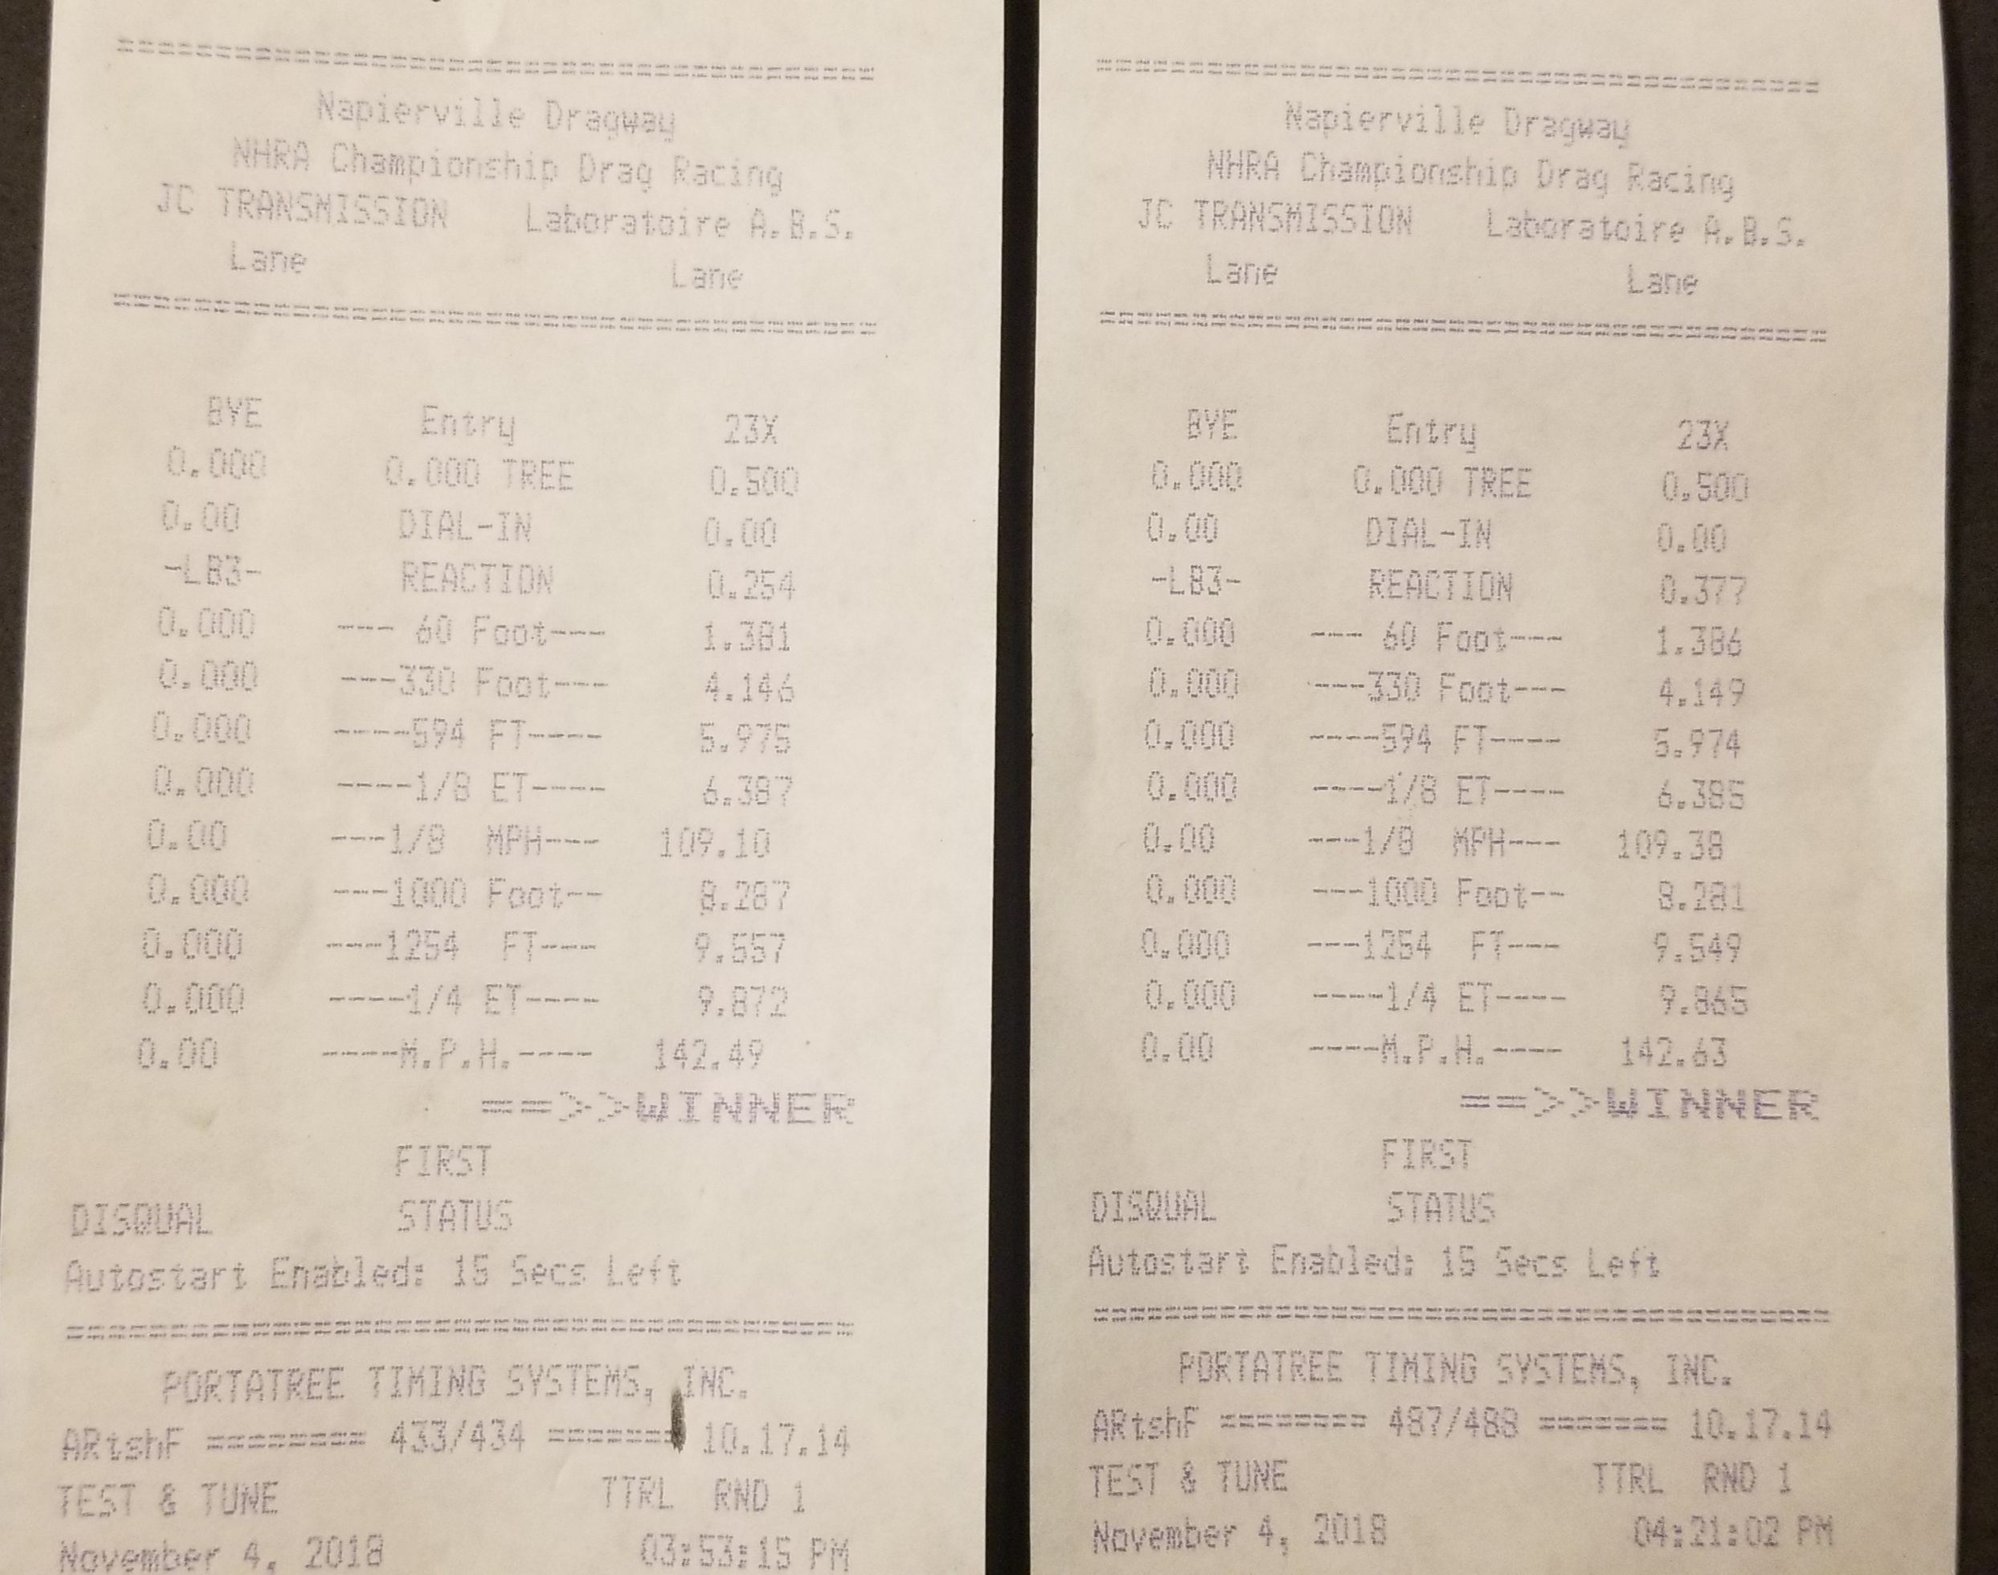 ================================================
Napierville Dragway
NHRA Championship Drag Racing
JC TRANSMISSION Laboratoire A.B.S.
Lane Lane
================================================
BYE Entry 23X
0.000 0.000 TREE 0.500
0.00 DIAL-IN 0.00
-LB3- REACTION 0.254
0.000 --- 60 Foot--- 1.381
0.000 ---330 Foot--- 4.146
0.000 ----594 FT---- 5.975
0.000 ----1/8 ET---- 6.387
0.00 ---1/8 MPH--- 109.10
0.000 ---1000 Foot-- 8.287
0.000 ---1254 FT--- 9.557
0.000 ----1/4 ET---- 9.872
0.00 ----M.P.H.---- 142.49
==>>WINNER
FIRST
DISQUAL STATUS
Autostart Enabled: 15 Secs Left
================================================
PORTATREE TIMING SYSTEMS, INC.
ARtshF ======== 433/434 ======= 10.17.14
TEST & TUNE TTRL RND 1
November 4, 2018 03:53:15 PM
================================================
Napierville Dragway
NHRA Championship Drag Racing
JC TRANSMISSION Laboratoire A.B.S.
Lane Lane
================================================
BYE Entry 23X
0.000 0.000 TREE 0.500
0.00 DIAL-IN 0.00
-LB3- REACTION 0.377
0.000 --- 60 Foot--- 1.386
0.000 ---330 Foot--- 4.149
0.000 ----594 FT---- 5.974
0.000 ----1/8 ET---- 6.385
0.00 ---1/8 MPH--- 109.38
0.000 ---1000 Foot-- 8.281
0.000 ---1254 FT--- 9.549
0.000 ----1/4 ET---- 9.865
0.00 ----M.P.H.---- 142.63
==>>WINNER
FIRST
DISQUAL STATUS
Autostart Enabled: 15 Secs Left
================================================
PORTATREE TIMING SYSTEMS, INC.
ARtshF ======== 487/488 ======= 10.17.14
TEST & TUNE TTRL RND 1
November 4, 2018 04:21:02 PM